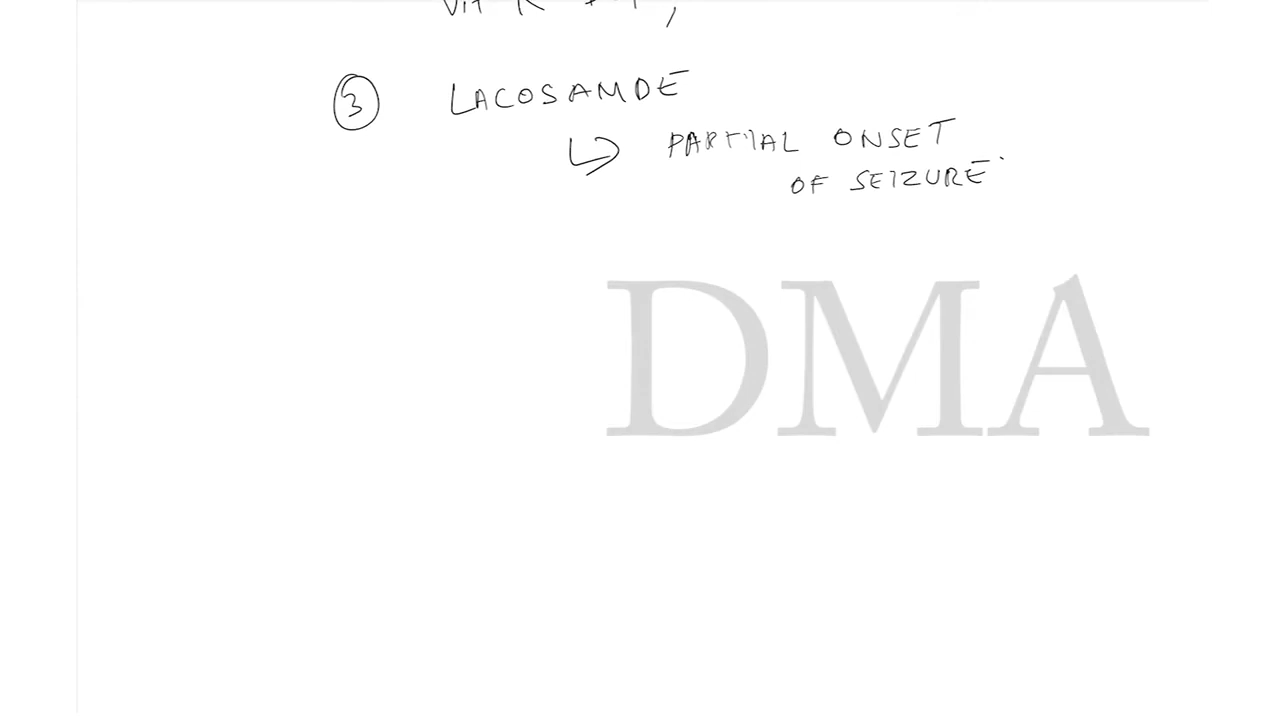 ③ LACOSAMDE
↳ PARTIAL ONSET
OF SEIZURE
DMA